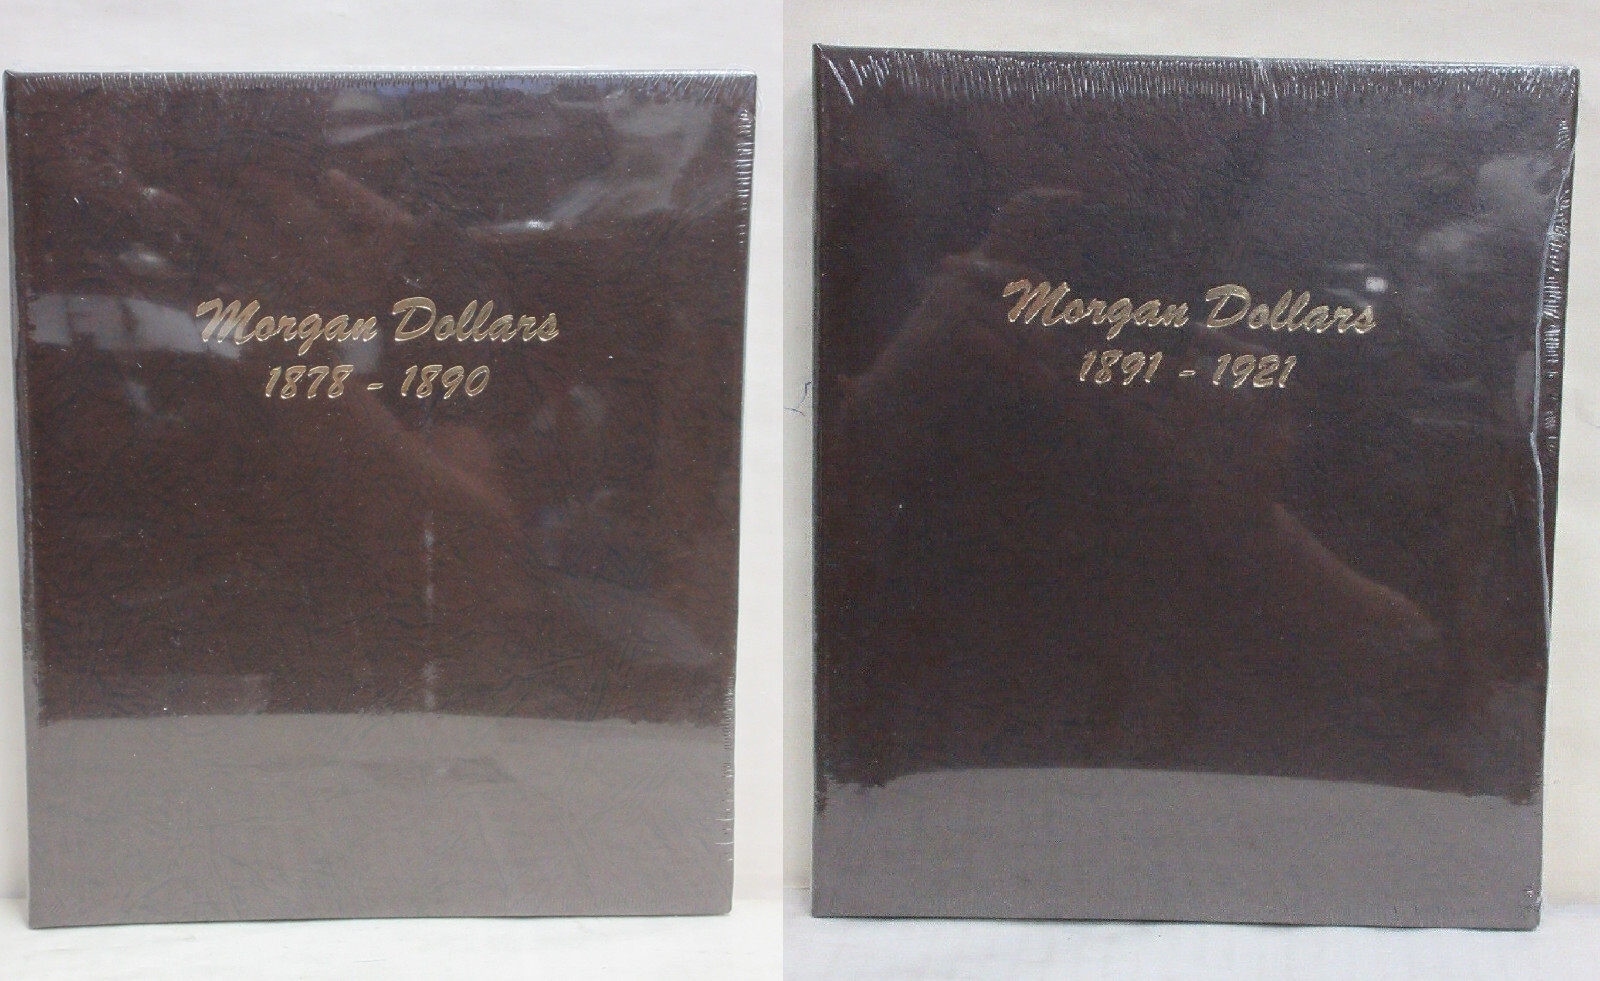 Morgan Dollars
1878 - 1890
Morgan Dollars
1891 - 1921